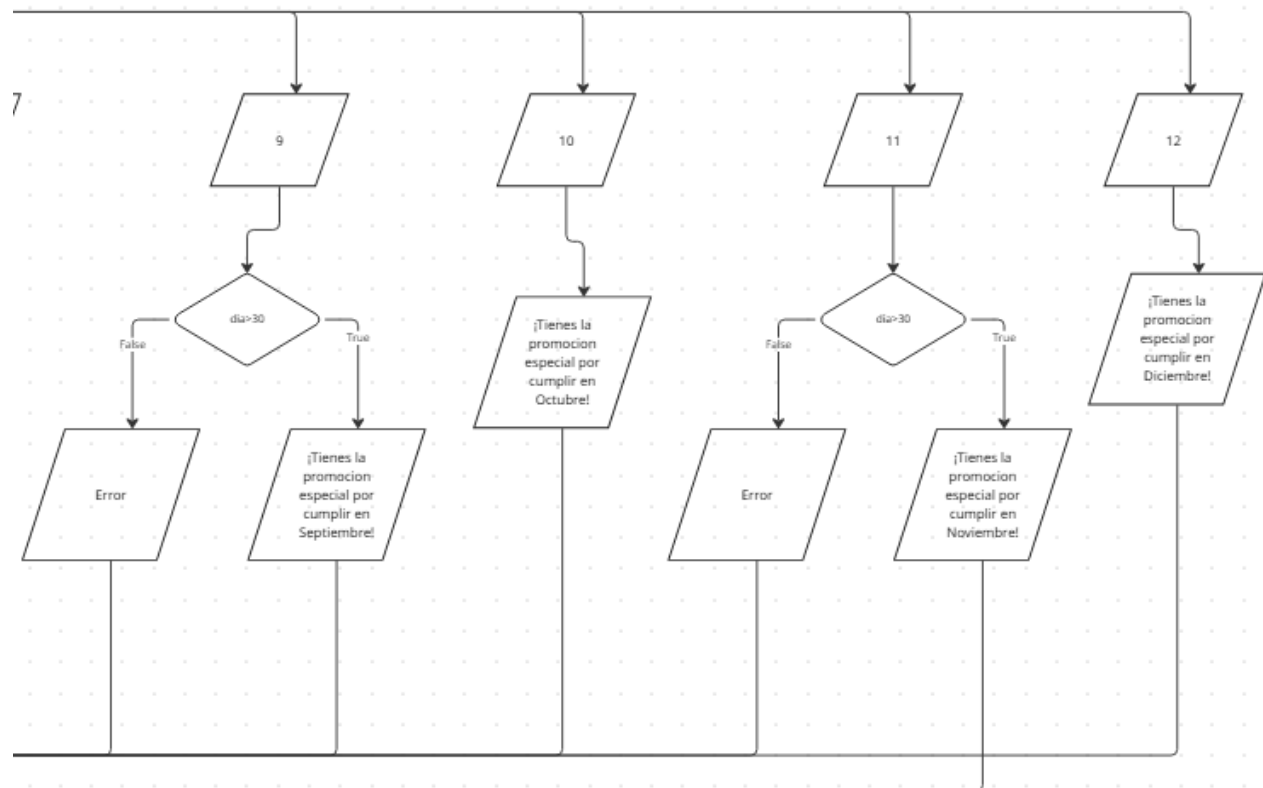 9
10
11
12
dia>30
False
True
Error
¡Tienes la
promocion
especial por
cumplir en
Septiembre!
¡Tienes la
promocion
especial por
cumplir en
Octubre!
dia>30
False
True
Error
¡Tienes la
promocion
especial por
cumplir en
Noviembre!
¡Tienes la
promocion
especial por
cumplir en
Diciembre!